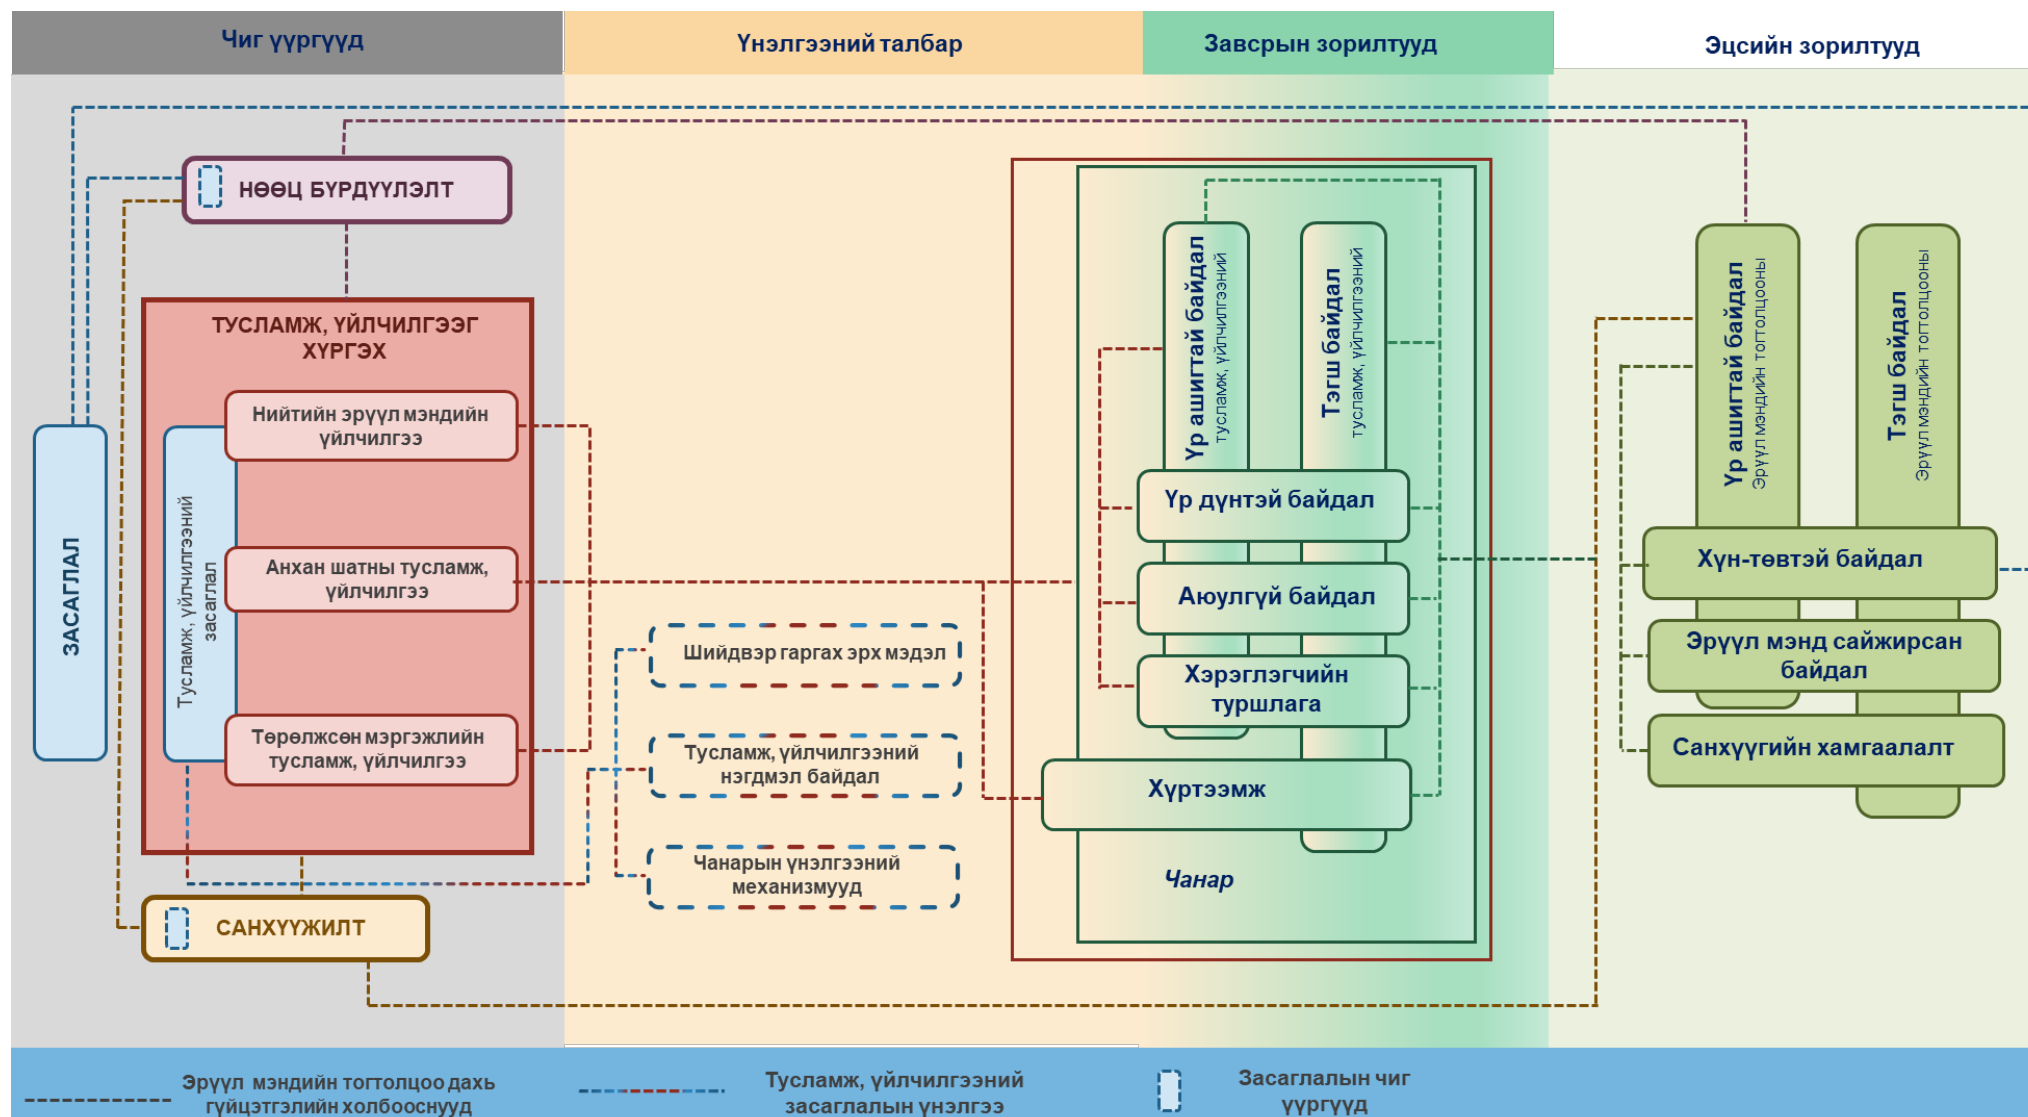 Чиг үүргүүд
Үнэлгээний талбар
Завсрын зорилтууд
Эцсийн зорилтууд
НӨӨЦ БҮРДҮҮЛЭЛТ
ТУСЛАМЖ, ҮЙЛЧИЛГЭЭГ
ХҮРГЭХ
Нийтийн эрүүл мэндийн
үйлчилгээ
Анхан шатны тусламж,
үйлчилгээ
Төрөлжсөн мэргэжлийн
тусламж, үйлчилгээ
Тусламж, үйлчилгээний
засаглал
ЗАСАГЛАЛ
САНХҮҮЖИЛТ
Шийдвэр гаргах эрх мэдэл
Тусламж, үйлчилгээний
нэгдмэл байдал
Чанарын үнэлгээний
механизмууд
Үр ашигтай байдал
тусламж, үйлчилгээний
Тэгш байдал
тусламж, үйлчилгээний
Үр дүнтэй байдал
Аюулгүй байдал
Хэрэглэгчийн
туршлага
Хүртээмж
Чанар
Үр ашигтай байдал
Эрүүл мэндийн тогтолцооны
Тэгш байдал
Эрүүл мэндийн тогтолцооны
Хүн-төвтэй байдал
Эрүүл мэнд сайжирсан
байдал
Санхүүгийн хамгаалалт
Эрүүл мэндийн тогтолцоо дахь
гүйцэтгэлийн холбооснууд
Тусламж, үйлчилгээний
засаглалын үнэлгээ
Засаглалын чиг
үүргүүд